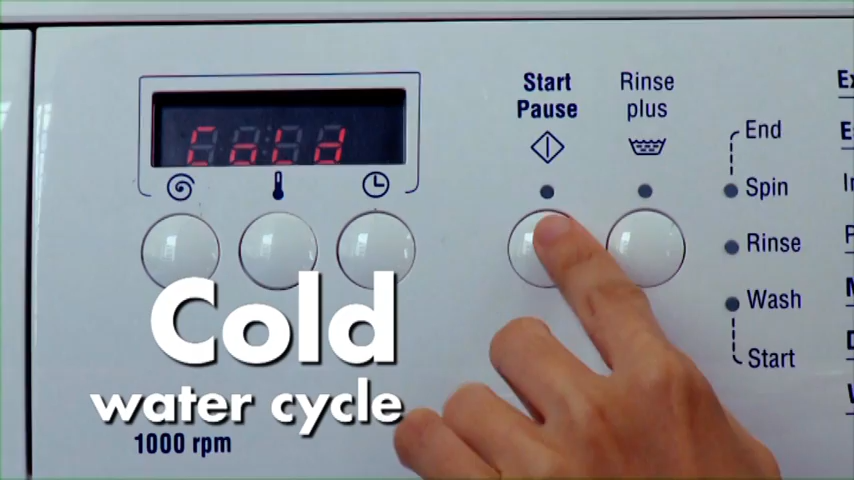 Start
Pause
Rinse
plus
Cold
End
Spin
Rinse
Wash
Start
Cold
water cycle
1000 rpm